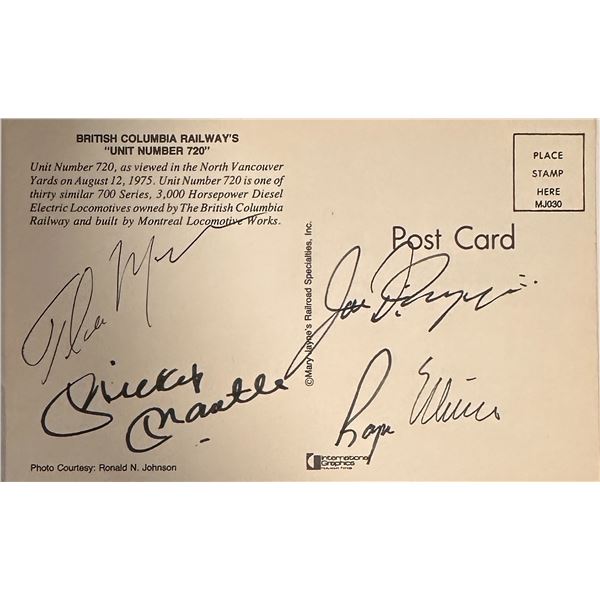 BRITISH COLUMBIA RAILWAY'S
"UNIT NUMBER 720"
Unit Number 720, as viewed in the North Vancouver
Yards on August 12, 1975. Unit Number 720 is one of
thirty similar 700 Series, 3,000 Horsepower Diesel
Electric Locomotives owned by The British Columbia
Railway and built by Montreal Locomotive Works.
Mickey
Mantle
Photo Courtesy: Ronald N. Johnson
©Mary Jayne's Railroad Specialties, Inc.
PLACE
STAMP
HERE
MJ030
Post Card
Joe
International
Graphics